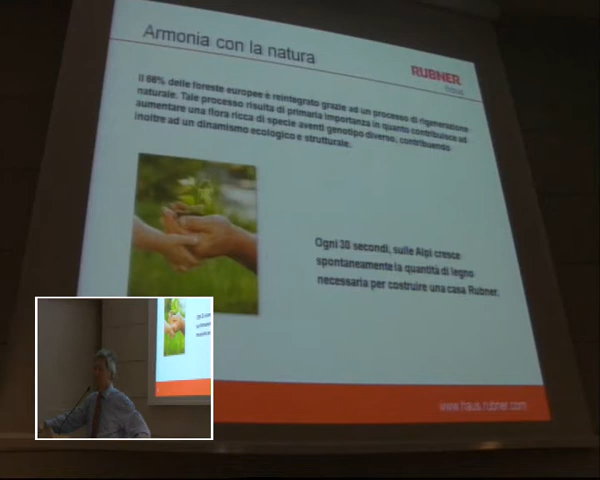 Armonia con la natura
RUBNER
haus
Il 66% delle foreste europee è reintegrato grazie ad un processo di rigenerazione
naturale. Tale processo risulta di primaria importanza in quanto contribuisce ad
aumentare una flora ricca di specie aventi genotipo diverso, contribuendo
inoltre ad un dinamismo ecologico e strutturale.
Ogni 30 secondi, sulle Alpi cresce
spontaneamente la quantità di legno
necessaria per costruire una casa Rubner.
www.haus.rubner.com